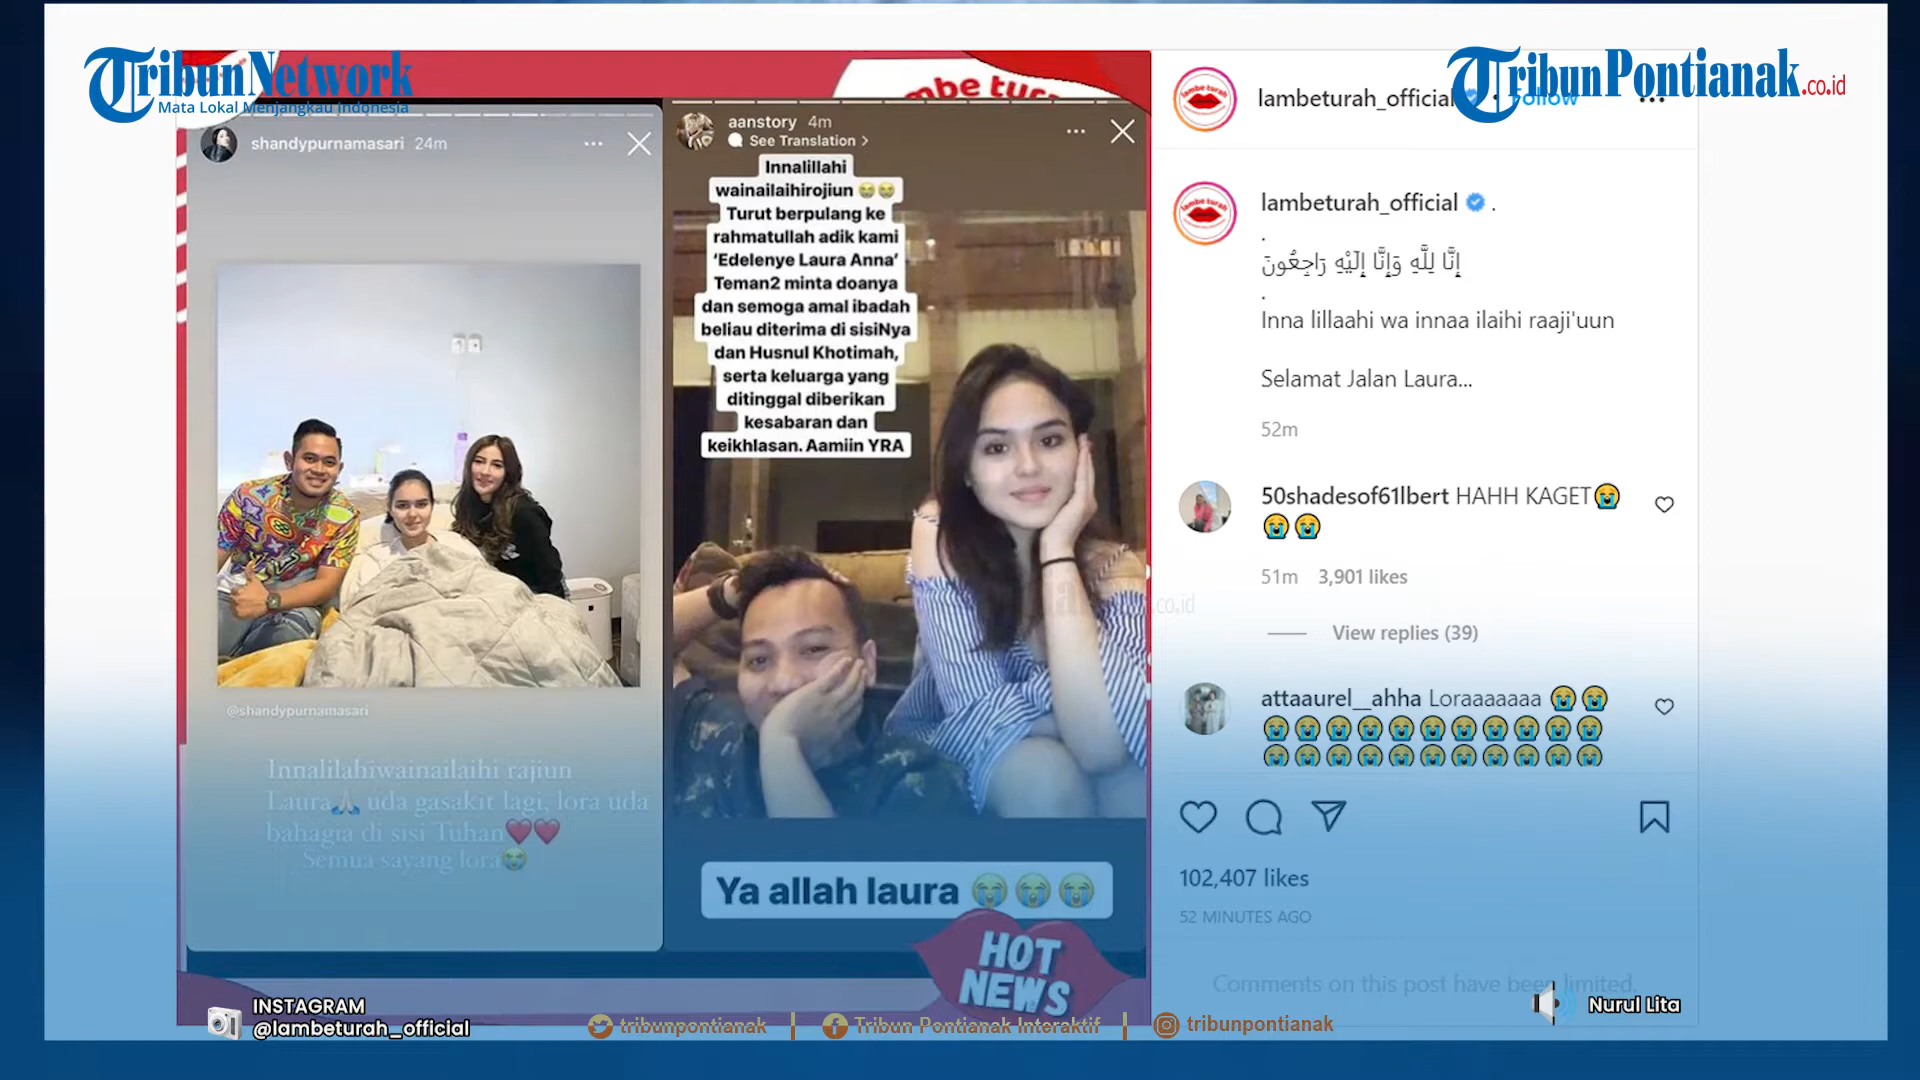 TribunNetwork
Mata Lokal Menjangkau Indonesia
TribunPontianak.co.id
shandypurnamasari 24m
@shandypurnamasari
Innalilahiwainailaihi rajiun
Laura🙏 uda gasakit lagi, lora uda
bahagia di sisi Tuhan❤️❤️
Semua sayang lora😭
aanstory 4m
See Translation >
Innalillahi
wainailaihirojiun 😭😭
Turut berpulang ke
rahmatullah adik kami
‘Edelenye Laura Anna’
Teman2 minta doanya
dan semoga amal ibadah
beliau diterima di sisiNya
dan Husnul Khotimah,
serta keluarga yang
ditinggal diberikan
kesabaran dan
keikhlasan. Aamiin YRA
Ya allah laura 😭😭😭
HOT
NEWS
lambeturah_official • Follow
lambe turah
lambeturah_official .
.
إِنَّا لِلَّهِ وَإِنَّا إِلَيْهِ رَاجِعُونَ
.
Inna lillaahi wa innaa ilaihi raaji'uun
Selamat Jalan Laura...
52m
50shadesof61lbert HAHH KAGET😭
😭😭
51m 3,901 likes
View replies (39)
attaaurel__ahha Loraaaaaaa 😭😭
😭😭😭😭😭😭😭😭😭😭😭
😭😭😭😭😭😭😭😭😭😭😭
102,407 likes
52 MINUTES AGO
Comments on this post have been limited.
INSTAGRAM
@lambeturah_official
tribunpontianak | Tribun Pontianak Interaktif | tribunpontianak
Nurul Lita